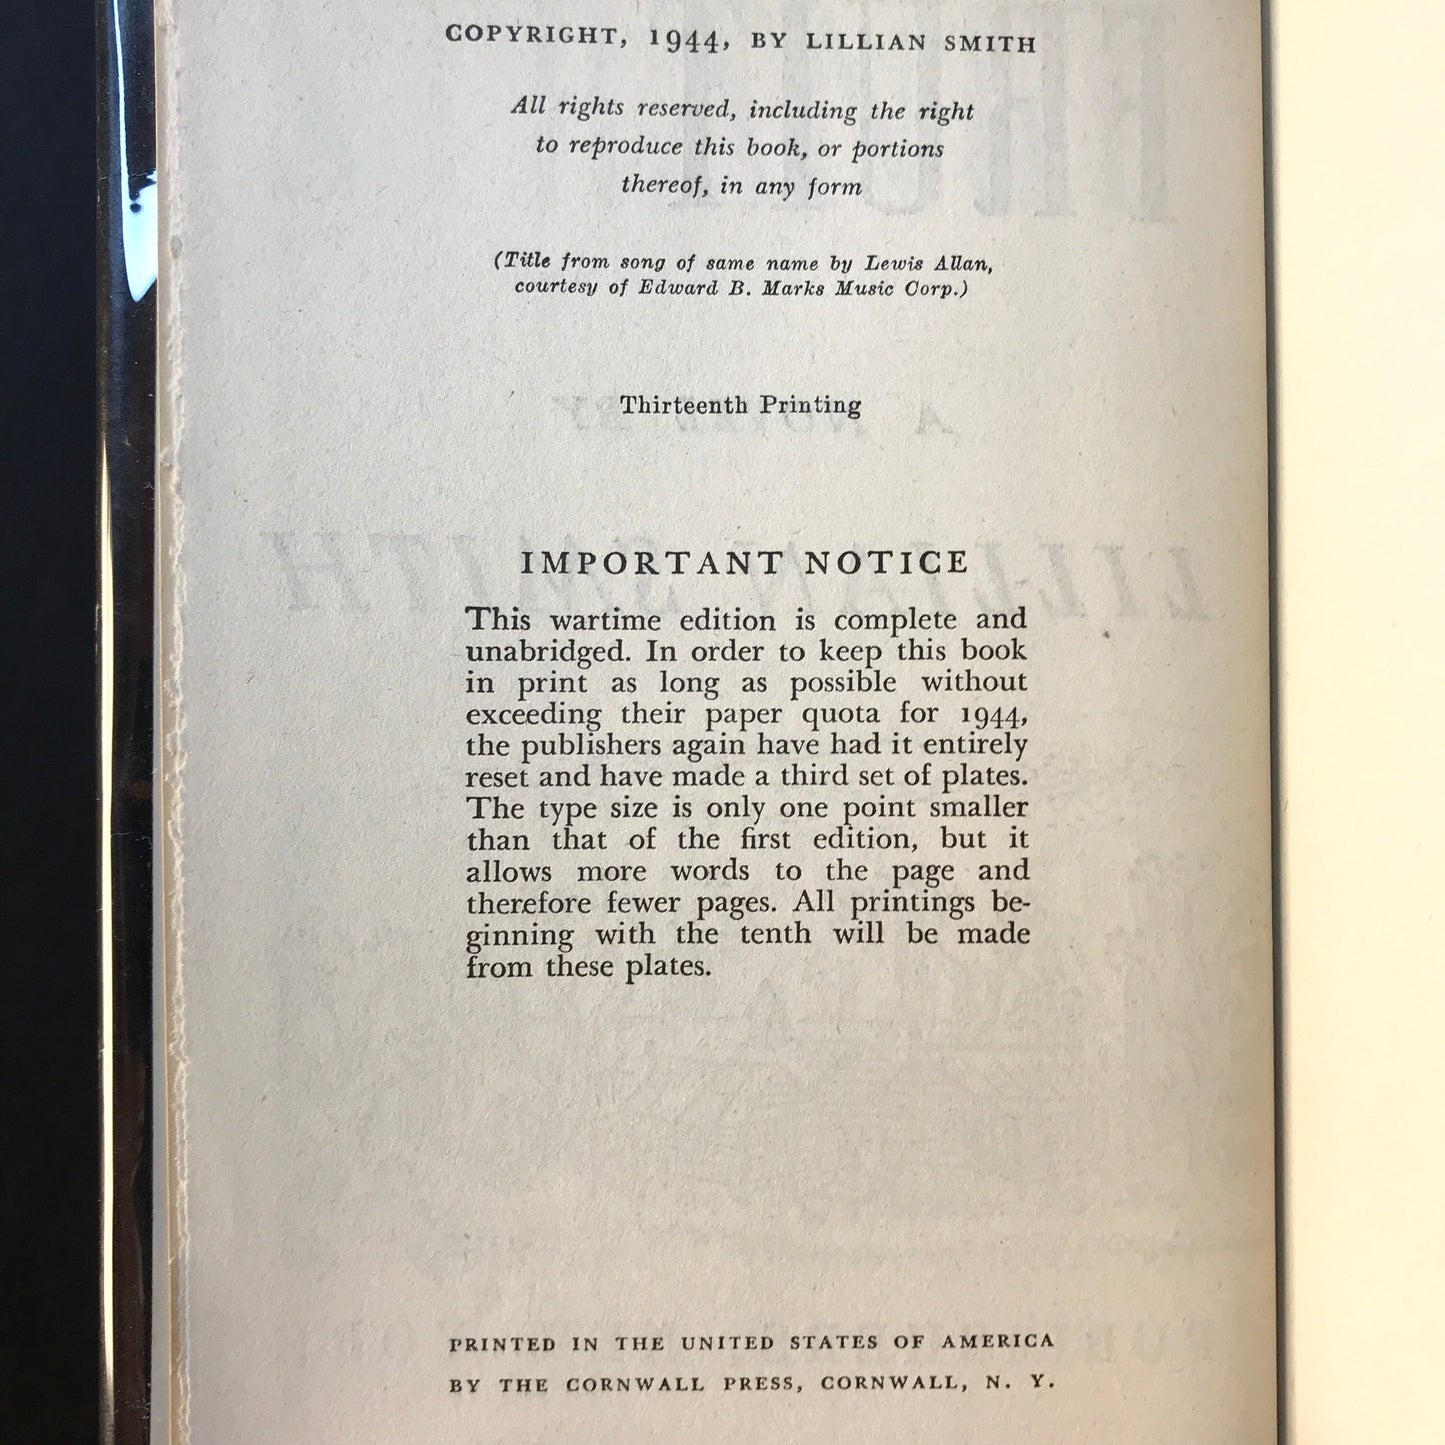 COPYRIGHT, 1944, BY LILLIAN SMITH
All rights reserved, including the right
to reproduce this book, or portions
thereof, in any form
(Title from song of same name by Lewis Allan,
courtesy of Edward B. Marks Music Corp.)
Thirteenth Printing
IMPORTANT NOTICE
This wartime edition is complete and
unabridged. In order to keep this book
in print as long as possible without
exceeding their paper quota for 1944,
the publishers again have had it entirely
reset and have made a third set of plates.
The type size is only one point smaller
than that of the first edition, but it
allows more words to the page and
therefore fewer pages. All printings be-
ginning with the tenth will be made
from these plates.
PRINTED IN THE UNITED STATES OF AMERICA
BY THE CORNWALL PRESS, CORNWALL, N. Y.